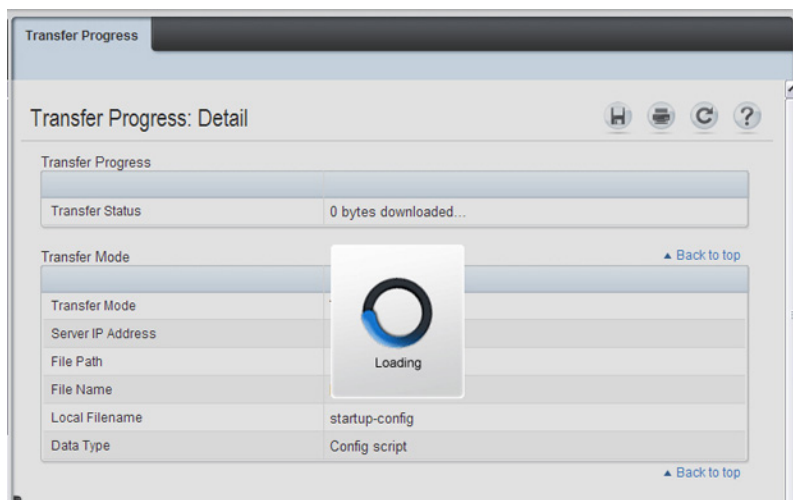 Transfer Progress
Transfer Progress: Detail
Transfer Progress
Transfer Status 0 bytes downloaded...
Transfer Mode ▲ Back to top
Transfer Mode
Server IP Address
File Path
File Name
Loading
Local Filename startup-config
Data Type Config script
▲ Back to top